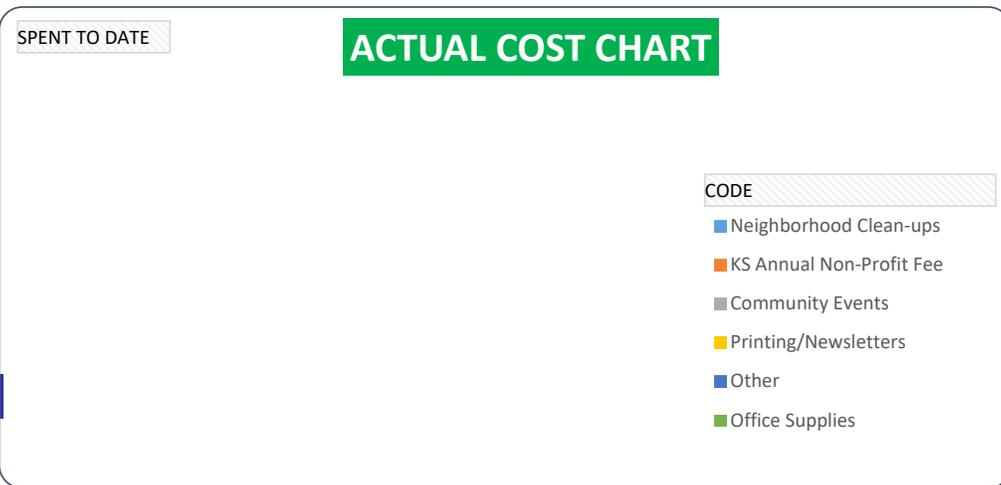 SPENT TO DATE
ACTUAL COST CHART
CODE
Neighborhood Clean-ups
KS Annual Non-Profit Fee
Community Events
Printing/Newsletters
Other
Office Supplies